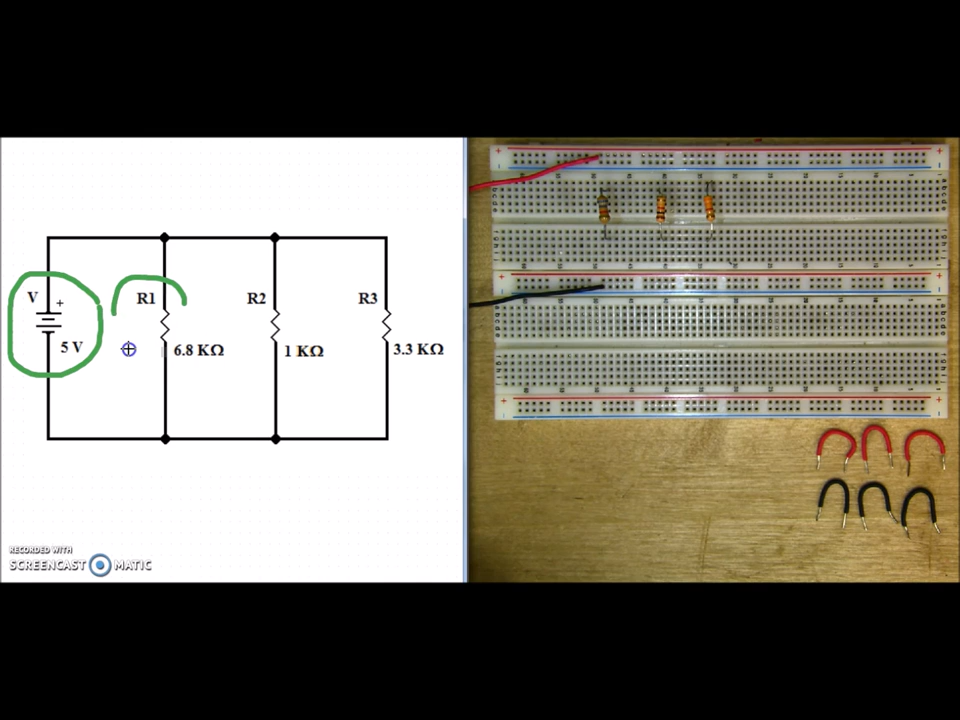 V
+
5 V
R1
6.8 KΩ
R2
1 KΩ
R3
3.3 KΩ
RECORDED WITH
SCREENCAST MATIC